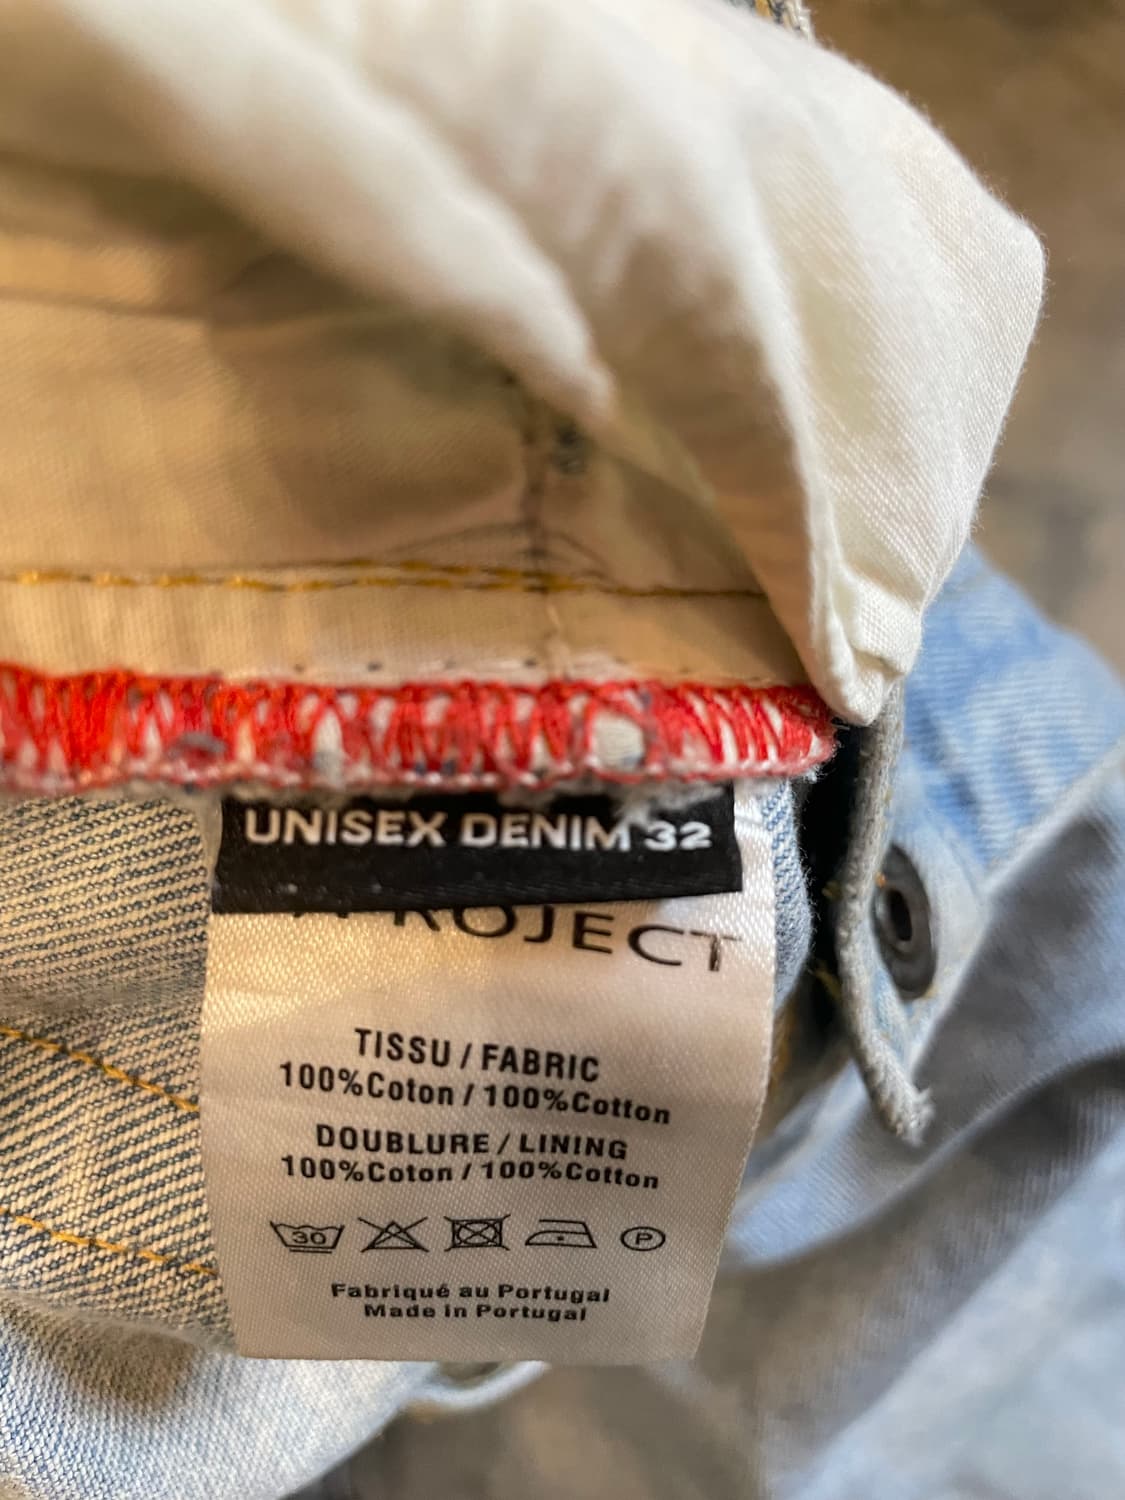 UNISEX DENIM 32
ROJECT
TISSU / FABRIC
100%Coton / 100%Cotton
DOUBLURE / LINING
100%Coton / 100%Cotton
30
P
Fabriqué au Portugal
Made in Portugal